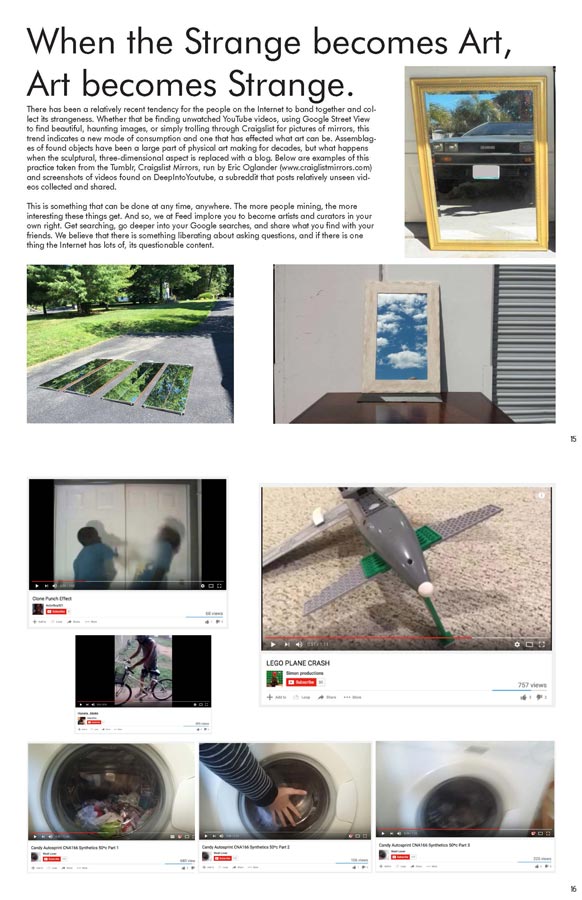 When the Strange becomes Art,
Art becomes Strange.
There has been a relatively recent tendency for the people on the Internet to band together and col-
lect its strangeness. Whether that be finding unwatched YouTube videos, using Google Street View
to find beautiful, haunting images, or simply trolling through Craigslist for pictures of mirrors, this
trend indicates a new mode of consumption and one that has effected what art can be. Assemblag-
es of found objects have been a large part of physical art making for decades, but what happens
when the sculptural, three-dimensional aspect is replaced with a blog. Below are examples of this
practice taken from the Tumblr, Craigslist Mirrors, run by Eric Oglander (www.craiglistmirrors.com)
and screenshots of videos found on DeepIntoYoutube, a subreddit that posts relatively unseen vid-
eos collected and shared.
This is something that can be done at any time, anywhere. The more people mining, the more
interesting these things get. And so, we at Feed implore you to become artists and curators in your
own right. Get searching, go deeper into your Google searches, and share what you find with your
friends. We believe that there is something liberating about asking questions, and if there is one
thing the Internet has lots of, its questionable content.
15
Clone Punch Effect
Subscribe
views
Add to Share More
LEGO PLANE CRASH
Simon productions
Subscribe
757 views
Add to Share More
Candy Autosprint CNA166 Synthetics 50ºc Part 1
Candy Autosprint CNA166 Synthetics 50ºc Part 2
Candy Autosprint CNA166 Synthetics 50ºc Part 3
16